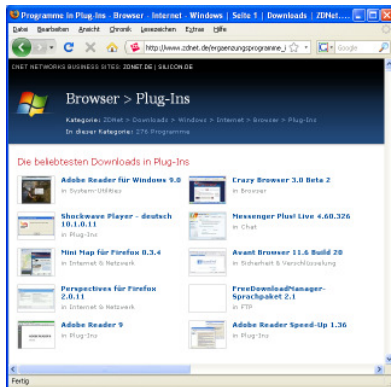 Programme in Plug-Ins - Browser - Internet - Windows | Seite 1 | Downloads | ZDNet....
Datei Bearbeiten Ansicht Chronik Lesezeichen Extras Hilfe
http://www.zdnet.de/ergaenzungsprogramme_i
Google
CNET NETWORKS BUSINESS SITES: ZDNET.DE | SILICON.DE
Browser > Plug-Ins
Kategorie: ZDNet > Downloads > Windows > Internet > Browser > Plug-Ins
In dieser Kategorie: 276 Programme
Die beliebtesten Downloads in Plug-Ins
Adobe Reader für Windows 9.0
in System-Utilities
Crazy Browser 3.0 Beta 2
in Browser
Shockwave Player - deutsch
10.1.0.11
in Plug-Ins
Messenger Plus! Live 4.60.326
in Chat
Mini Map für Firefox 0.3.4
in Internet & Netzwerk
Avant Browser 11.6 Build 20
in Sicherheit & Verschlüsselung
Perspectives für Firefox
2.0.11
in Internet & Netzwerk
FreeDownloadManager-
Sprachpaket 2.1
in FTP
Adobe Reader 9
in Plug-Ins
Adobe Reader Speed-Up 1.36
in Plug-Ins
Fertig